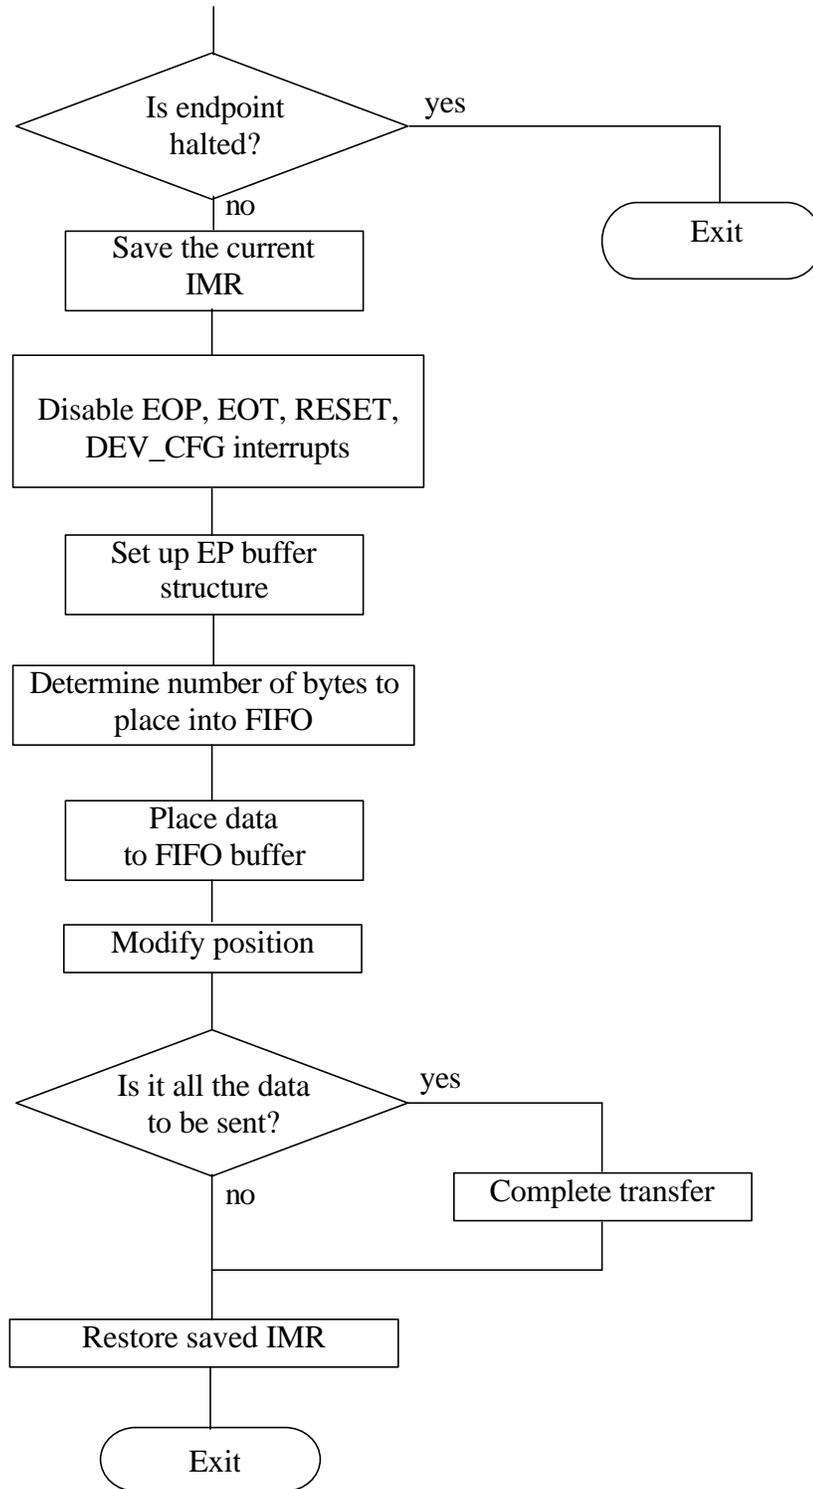 Is endpoint
halted?
yes
no
Exit
Save the current
IMR
Disable EOP, EOT, RESET,
DEV_CFG interrupts
Set up EP buffer
structure
Determine number of bytes to
place into FIFO
Place data
to FIFO buffer
Modify position
Is it all the data
to be sent?
yes
no
Complete transfer
Restore saved IMR
Exit